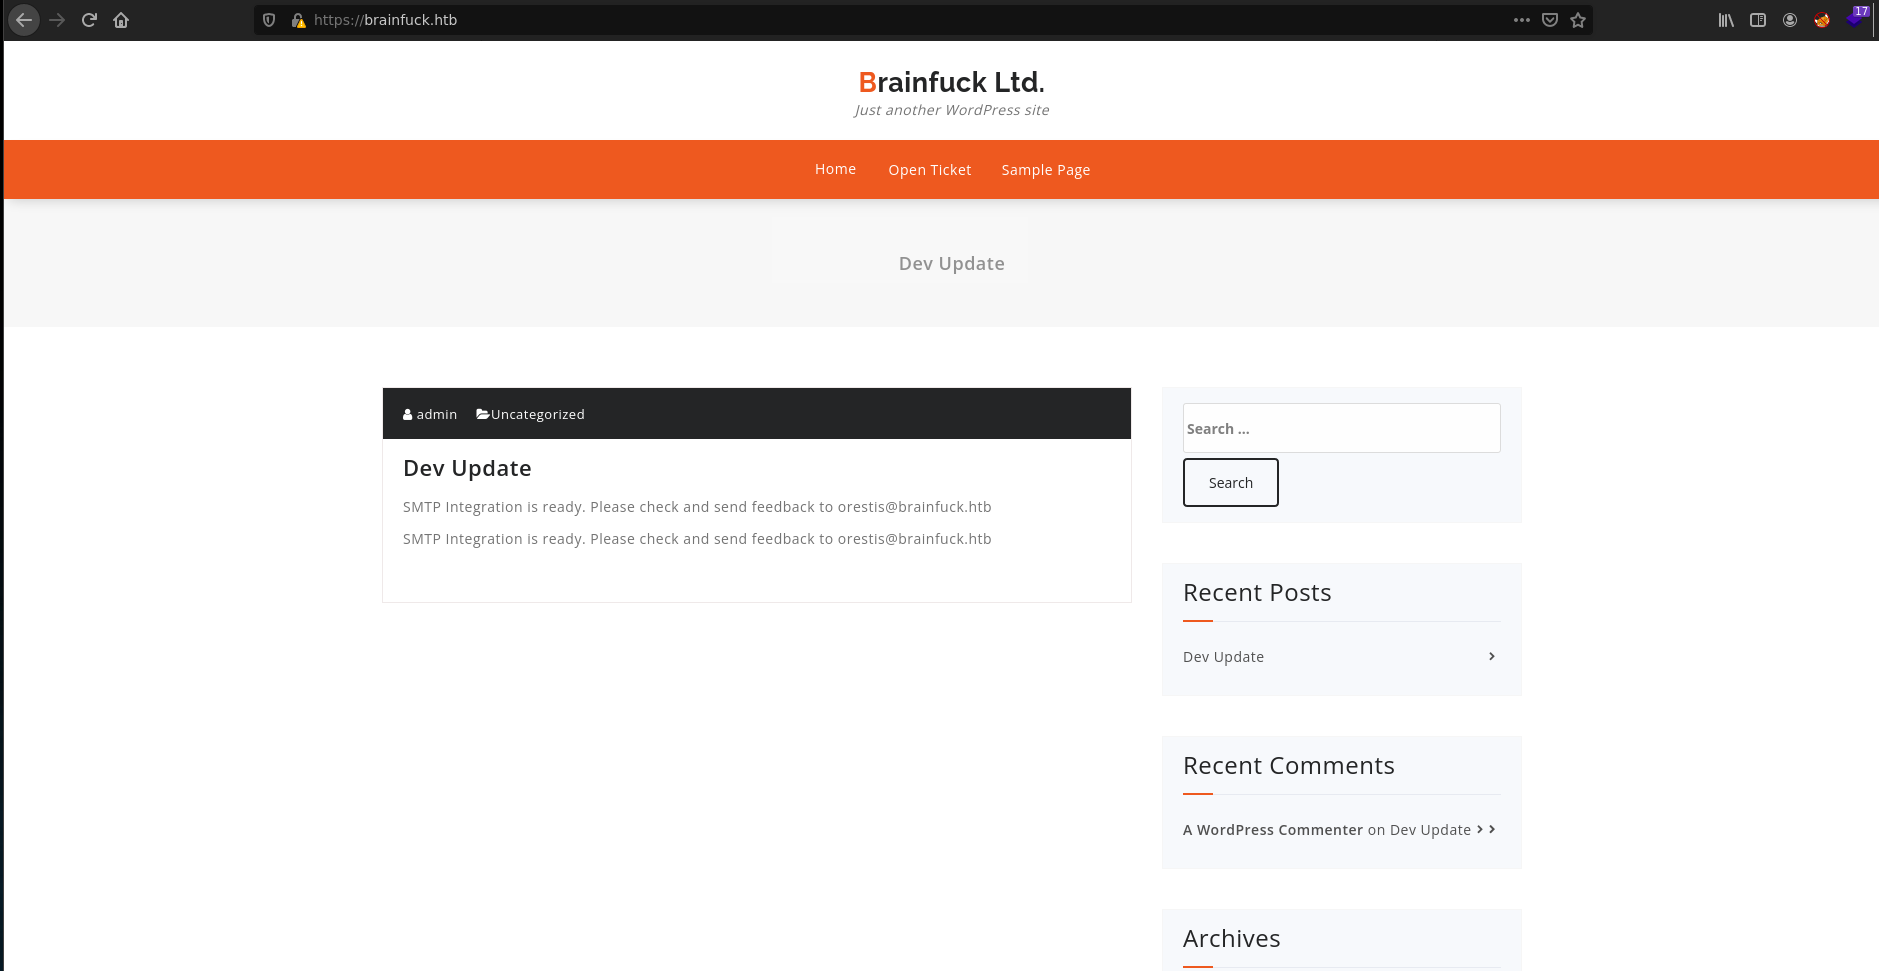 https://brainfuck.htb
17
Brainfuck Ltd.
Just another WordPress site
Home Open Ticket Sample Page
Dev Update
admin Uncategorized
Dev Update
SMTP Integration is ready. Please check and send feedback to orestis@brainfuck.htb
SMTP Integration is ready. Please check and send feedback to orestis@brainfuck.htb
Search ...
Search
Recent Posts
Dev Update
Recent Comments
A WordPress Commenter on Dev Update
Archives